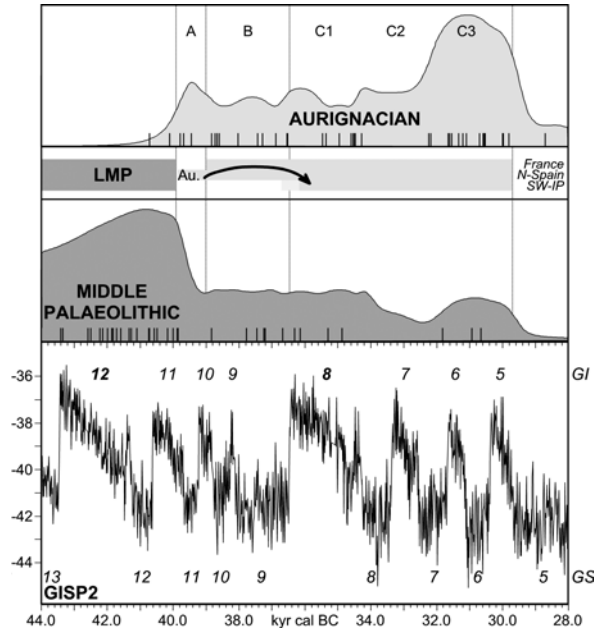 A B C1 C2 C3
AURIGNACIAN
LMP Au. France
N-Spain
SW-IP
MIDDLE
PALAEOLITHIC
12 11 10 9 8 7 6 5 GI
-36
-38
-40
-42
-44
13 12 11 10 9 8 7 6 5 GS
GISP2
44.0 42.0 40.0 38.0 kyr cal BC 34.0 32.0 30.0 28.0